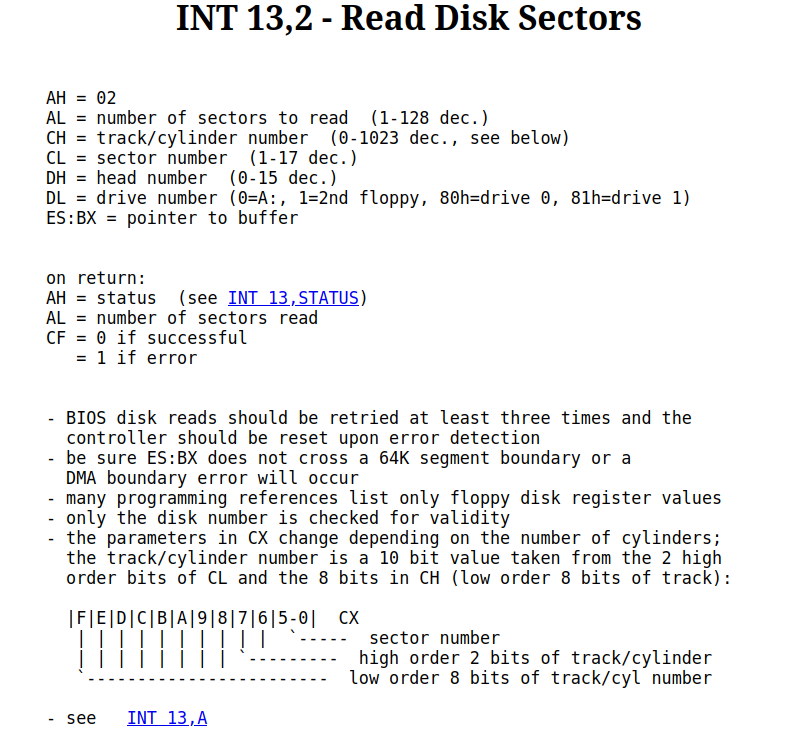 INT 13,2 - Read Disk Sectors
AH = 02
AL = number of sectors to read  (1-128 dec.)
CH = track/cylinder number  (0-1023 dec., see below)
CL = sector number  (1-17 dec.)
DH = head number  (0-15 dec.)
DL = drive number (0=A:, 1=2nd floppy, 80h=drive 0, 81h=drive 1)
ES:BX = pointer to buffer
on return:
AH = status  (see INT 13,STATUS)
AL = number of sectors read
CF = 0 if successful
   = 1 if error
- BIOS disk reads should be retried at least three times and the
  controller should be reset upon error detection
- be sure ES:BX does not cross a 64K segment boundary or a
  DMA boundary error will occur
- many programming references list only floppy disk register values
- only the disk number is checked for validity
- the parameters in CX change depending on the number of cylinders;
  the track/cylinder number is a 10 bit value taken from the 2 high
  order bits of CL and the 8 bits in CH (low order 8 bits of track):
  |F|E|D|C|B|A|9|8|7|6|5-0|  CX
   | | | | | | | | | |  `-----  sector number
   | | | | | | | | `---------  high order 2 bits of track/cylinder
   `------------------------  low order 8 bits of track/cyl number
- see   INT 13,A